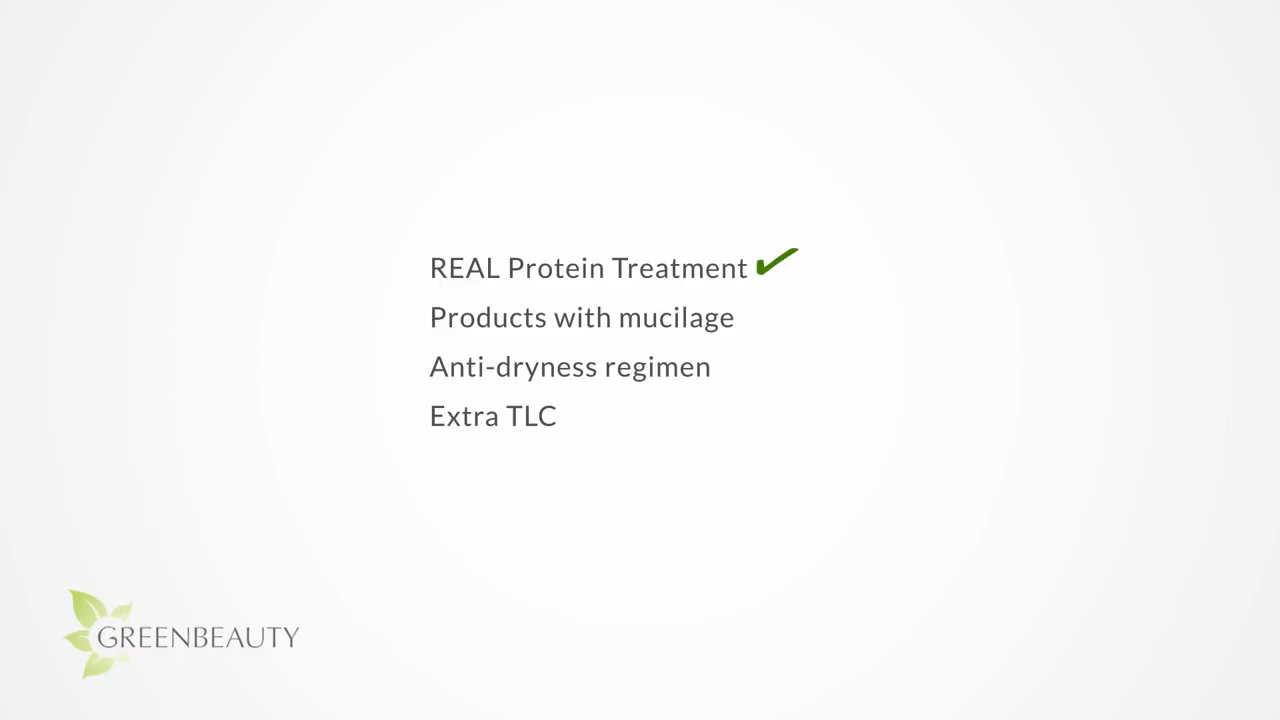 REAL Protein Treatment
Products with mucilage
Anti-dryness regimen
Extra TLC
GREENBEAUTY